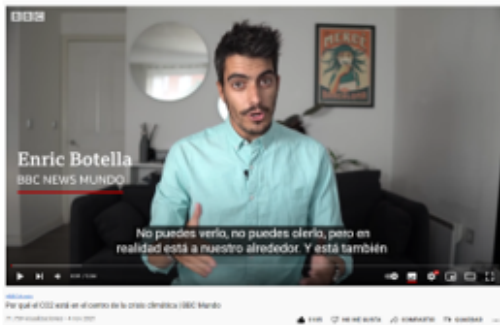 BBC
MERCÈ
Enric Botella
BBC NEWS MUNDO
No puedes verlo, no puedes olerlo, pero en
realidad está a nuestro alrededor. Y está también
Por qué el CO2 está en el centro de la crisis climática | BBC Mundo
NO ME GUSTA
COMPARTIR
GUARDAR